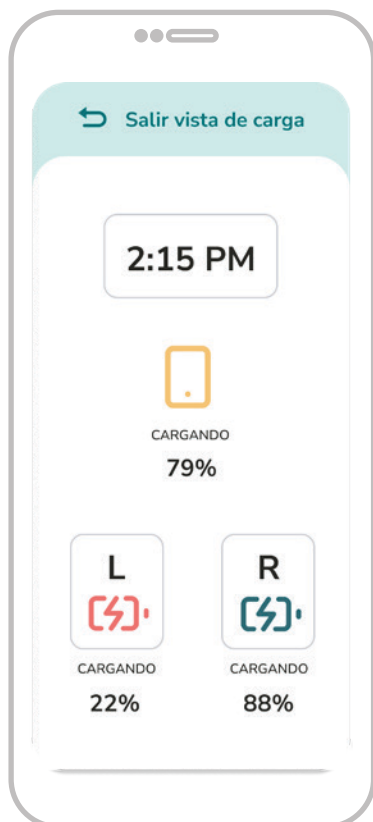 Salir vista de carga
2:15 PM
CARGANDO
79%
L R
CARGANDO CARGANDO
22% 88%